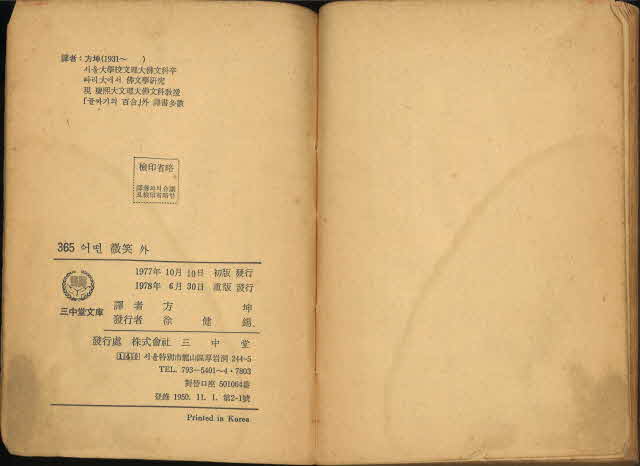 譯者 : 方坤(1931～ )
서울大學校文理大佛文科卒
파리大에서 佛文學硏究
現 慶熙大文理大佛文科敎授
「골짜기의 百合」外 譯書多數
檢印省略
譯者와의合議
365 어떤 微笑 外
1977年 10月 10日 初版 發行
1978年 6月 30日 重版 發行
三中堂文庫
譯者 方 坤
發行者 徐 健 錫
發行處 株式會社 三中堂
140 서울特別市龍山區厚岩洞 244-5
TEL. 793-5401~4·7803
對替口座 501064番
登錄 1950. 11. 1. 第2-1號
Printed in Korea